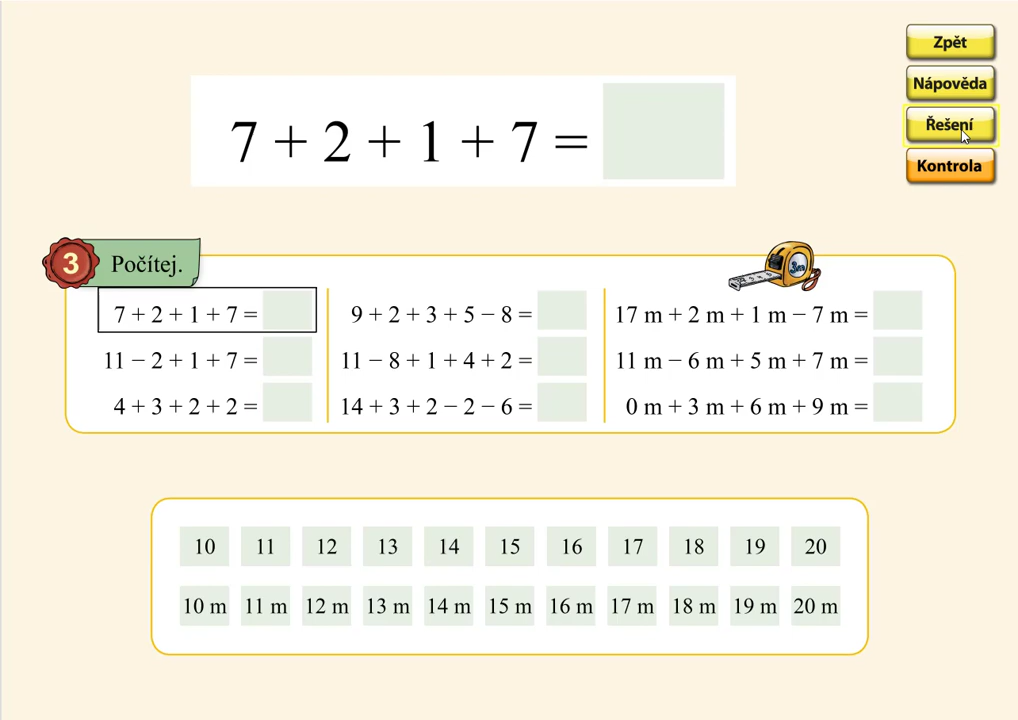 Zpět
Nápověda
Řešení
Kontrola
7 + 2 + 1 + 7 =
3 Počítej.
3m
7 + 2 + 1 + 7 =
11 − 2 + 1 + 7 =
4 + 3 + 2 + 2 =
9 + 2 + 3 + 5 − 8 =
11 − 8 + 1 + 4 + 2 =
14 + 3 + 2 − 2 − 6 =
17 m + 2 m + 1 m − 7 m =
11 m − 6 m + 5 m + 7 m =
0 m + 3 m + 6 m + 9 m =
10 11 12 13 14 15 16 17 18 19 20
10 m 11 m 12 m 13 m 14 m 15 m 16 m 17 m 18 m 19 m 20 m